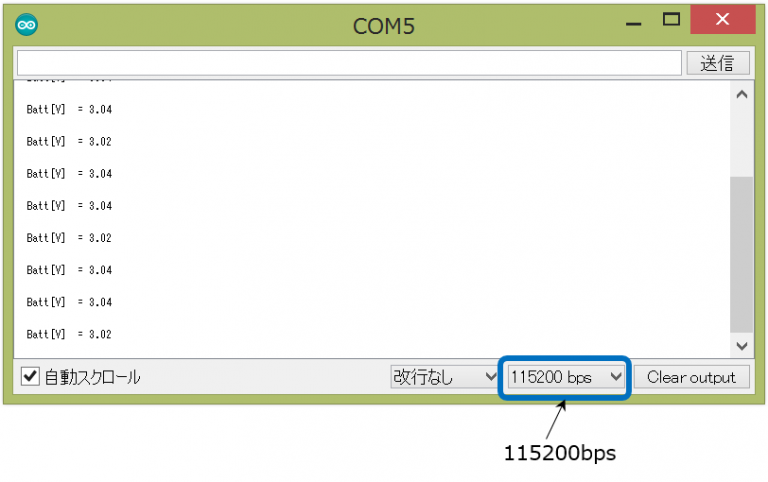 COM5
送信
Batt[V] = 3.04
Batt[V] = 3.02
Batt[V] = 3.04
Batt[V] = 3.04
Batt[V] = 3.02
Batt[V] = 3.04
Batt[V] = 3.04
Batt[V] = 3.02
自動スクロール 改行なし 115200 bps Clear output
115200bps